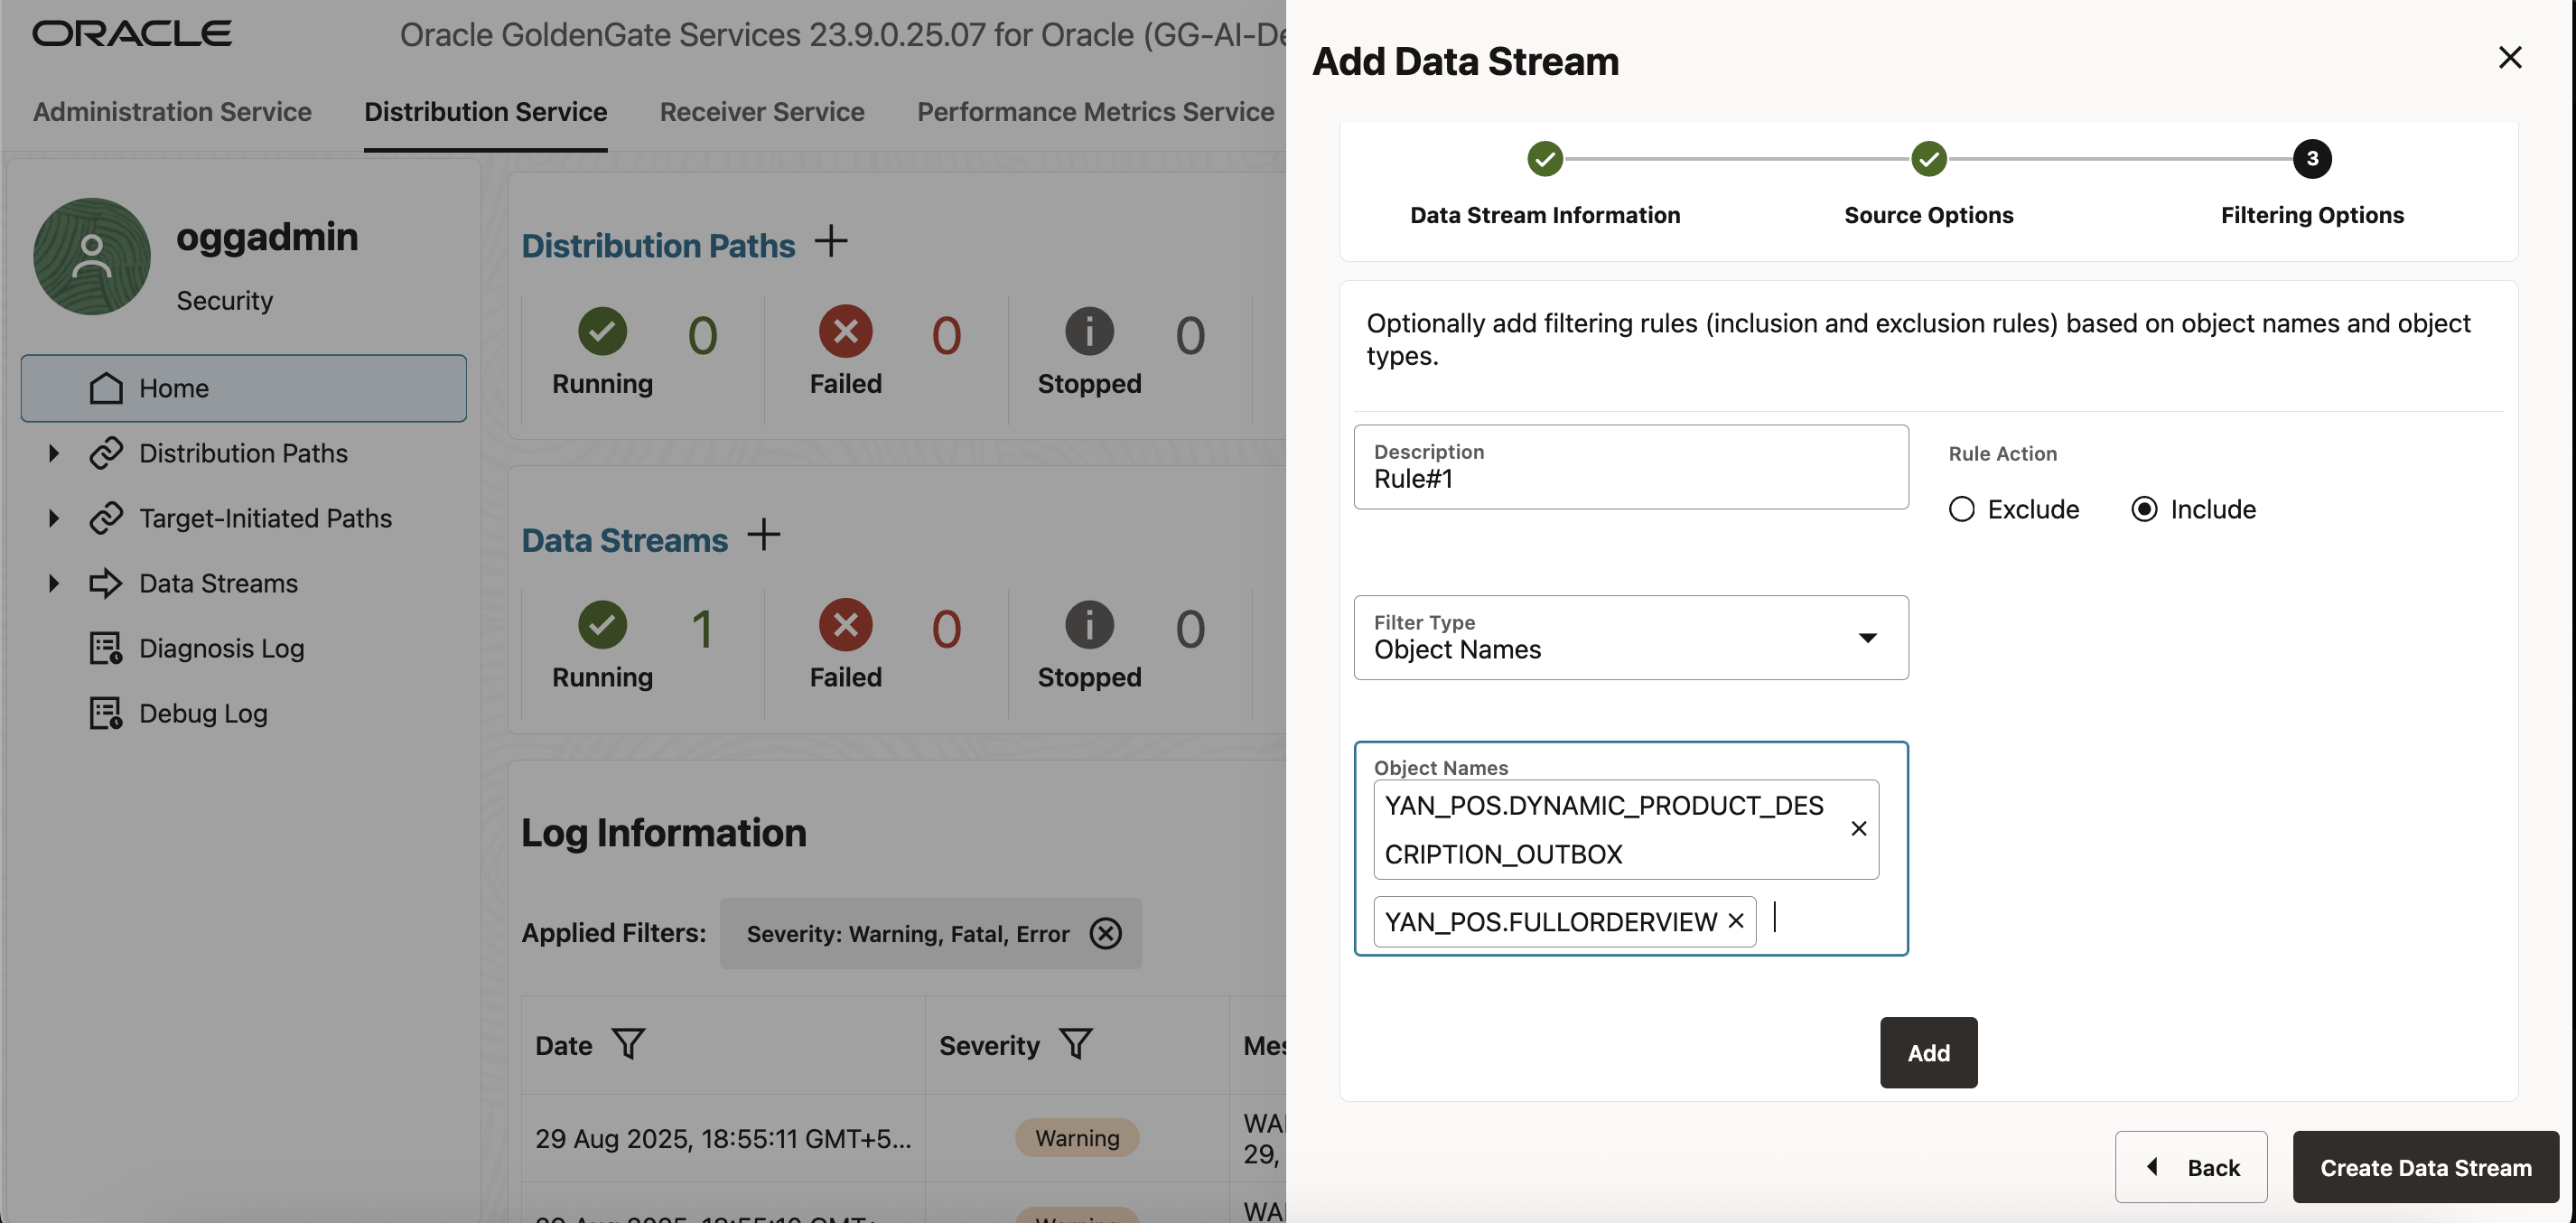 ORACLE
Oracle GoldenGate Services 23.9.0.25.07 for Oracle (GG-AI-De
Administration Service
Distribution Service
Receiver Service
Performance Metrics Service
oggadmin
Security
Home
Distribution Paths
Target-Initiated Paths
Data Streams
Diagnosis Log
Debug Log
Distribution Paths
0
0
0
Running
Failed
Stopped
Data Streams
1
0
0
Running
Failed
Stopped
Log Information
Applied Filters:
Severity: Warning, Fatal, Error
Date
Severity
Mes
29 Aug 2025, 18:55:11 GMT+5...
Warning
WA
29,
Warning
WA
Add Data Stream
3
Data Stream Information
Source Options
Filtering Options
Optionally add filtering rules (inclusion and exclusion rules) based on object names and object
types.
Description
Rule#1
Rule Action
Exclude
Include
Filter Type
Object Names
Object Names
YAN_POS.DYNAMIC_PRODUCT_DES
CRIPTION_OUTBOX
YAN_POS.FULLORDERVIEW
Add
Back
Create Data Stream